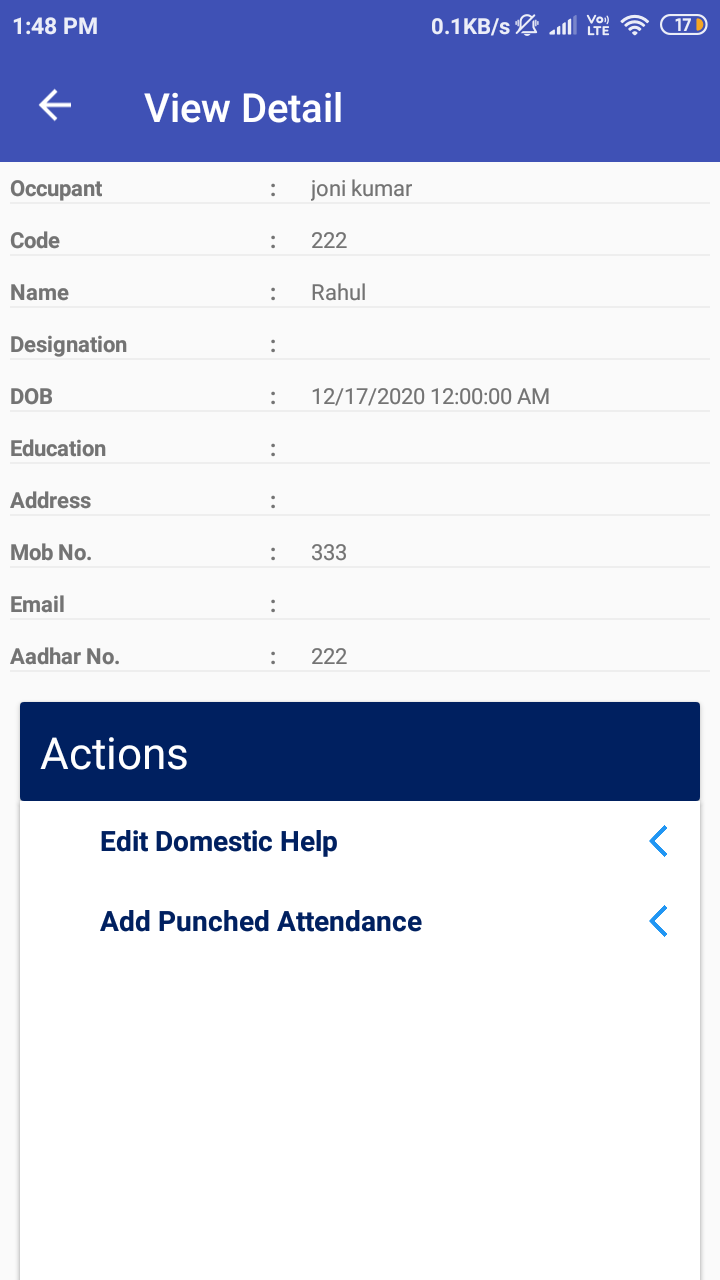 1:48 PM 0.1KB/s Vo) LTE 17
View Detail
Occupant : joni kumar
Code : 222
Name : Rahul
Designation :
DOB : 12/17/2020 12:00:00 AM
Education :
Address :
Mob No. : 333
Email :
Aadhar No. : 222
Actions
Edit Domestic Help
Add Punched Attendance